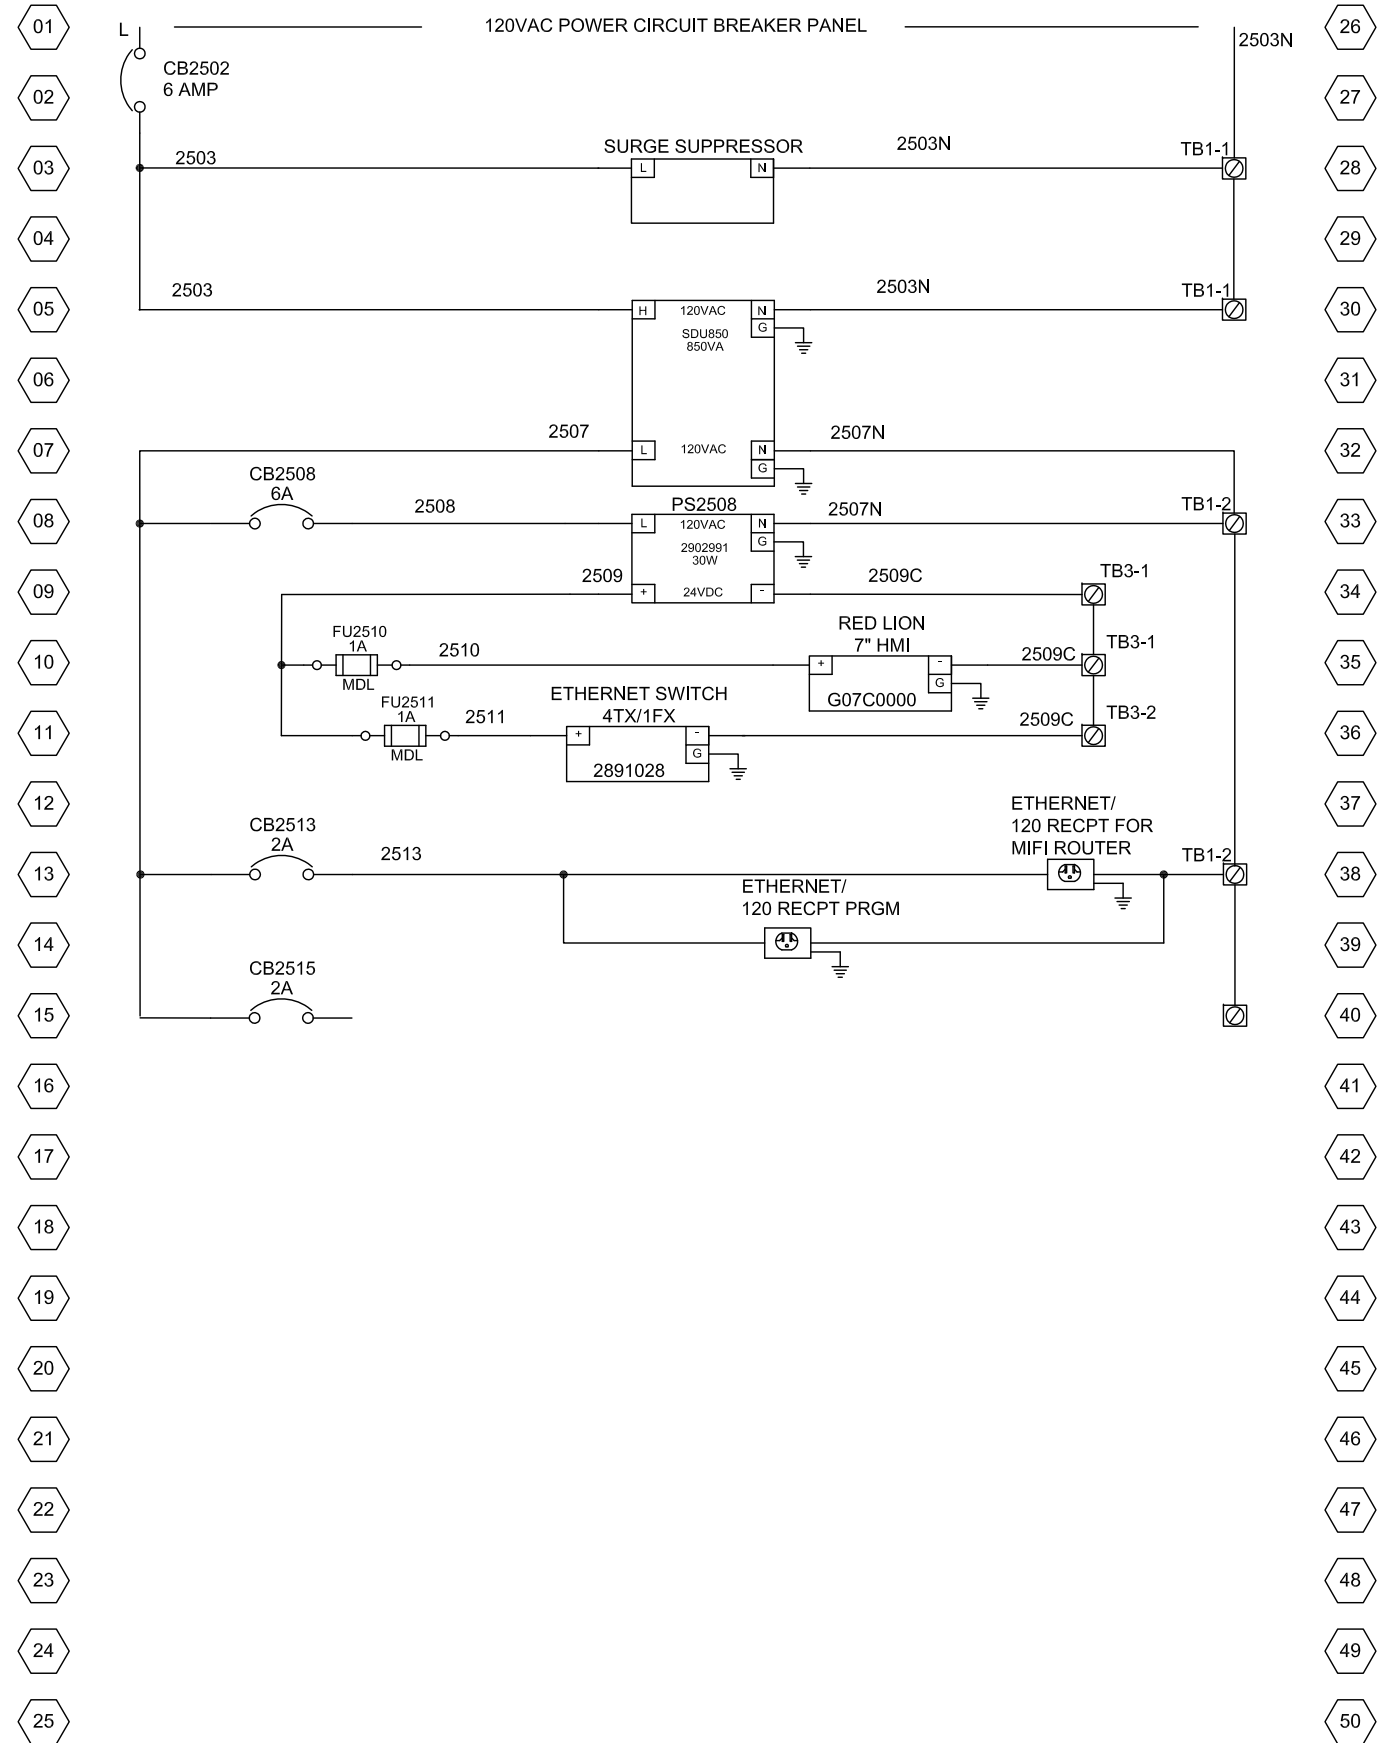 01
L
120VAC POWER CIRCUIT BREAKER PANEL
26
2503N
CB2502
6 AMP
02
27
03
2503
SURGE SUPPRESSOR
L
N
2503N
TB1-1
28
04
29
05
2503
H
120VAC
N
G
SDU850
850VA
2503N
TB1-1
30
06
31
07
2507
L
120VAC
N
G
2507N
32
CB2508
6A
08
2508
PS2508
L
120VAC
N
G
2902991
30W
2507N
TB1-2
33
09
2509
+
24VDC
-
2509C
TB3-1
34
10
FU2510
1A
MDL
2510
RED LION
7" HMI
+
-
G
G07C0000
2509C
TB3-1
35
11
FU2511
1A
MDL
2511
ETHERNET SWITCH
4TX/1FX
+
-
G
2891028
2509C
TB3-2
36
12
37
CB2513
2A
13
2513
ETHERNET/
120 RECPT FOR
MIFI ROUTER
TB1-2
38
ETHERNET/
120 RECPT PRGM
14
39
CB2515
2A
15
40
16
41
17
42
18
43
19
44
20
45
21
46
22
47
23
48
24
49
25
50